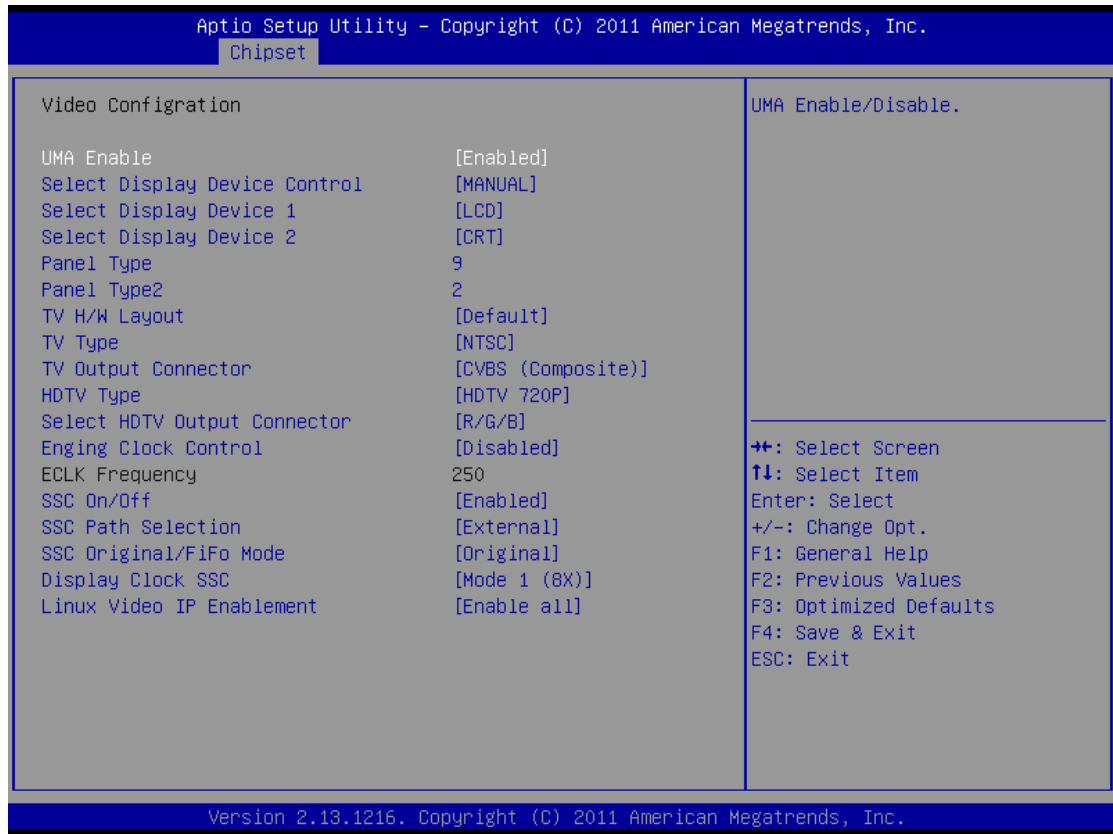 Aptio Setup Utility – Copyright (C) 2011 American Megatrends, Inc.
Chipset
Video Configration
UMA Enable [Enabled]
Select Display Device Control [MANUAL]
Select Display Device 1 [LCD]
Select Display Device 2 [CRT]
Panel Type 9
Panel Type2 2
TV H/W Layout [Default]
TV Type [NTSC]
TV Output Connector [CVBS (Composite)]
HDTV Type [HDTV 720P]
Select HDTV Output Connector [R/G/B]
Enging Clock Control [Disabled]
ECLK Frequency 250
SSC On/Off [Enabled]
SSC Path Selection [External]
SSC Original/FiFo Mode [Original]
Display Clock SSC [Mode 1 (8X)]
Linux Video IP Enablement [Enable all]
UMA Enable/Disable.
→←: Select Screen
↑↓: Select Item
Enter: Select
+/-: Change Opt.
F1: General Help
F2: Previous Values
F3: Optimized Defaults
F4: Save & Exit
ESC: Exit
Version 2.13.1216. Copyright (C) 2011 American Megatrends, Inc.